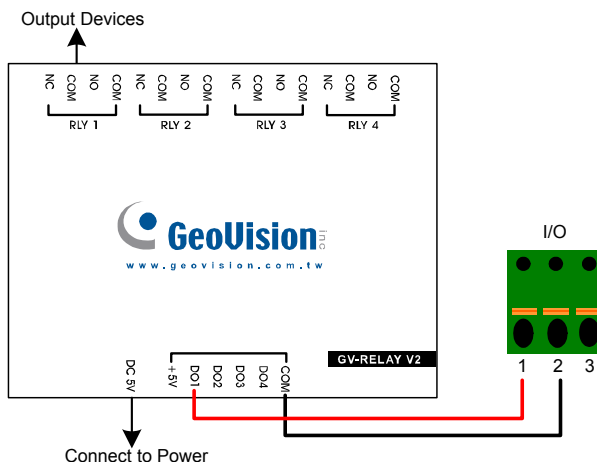 Output Devices
NC COM NO COM NC COM NO COM NC COM NO COM NC COM NO COM
RLY 1 RLY 2 RLY 3 RLY 4
GeoVision inc
www.geovision.com.tw
I/O
GV-RELAY V2
DC 5V +5V DO1 DO2 DO3 DO4 COM
1 2 3
Connect to Power